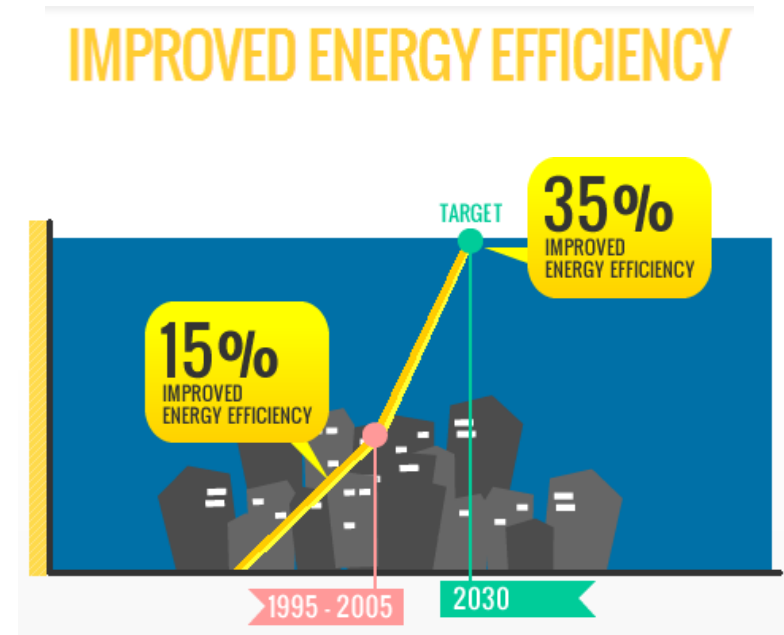 IMPROVED ENERGY EFFICIENCY
TARGET
35%
IMPROVED
ENERGY EFFICIENCY
15%
IMPROVED
ENERGY EFFICIENCY
1995 - 2005
2030